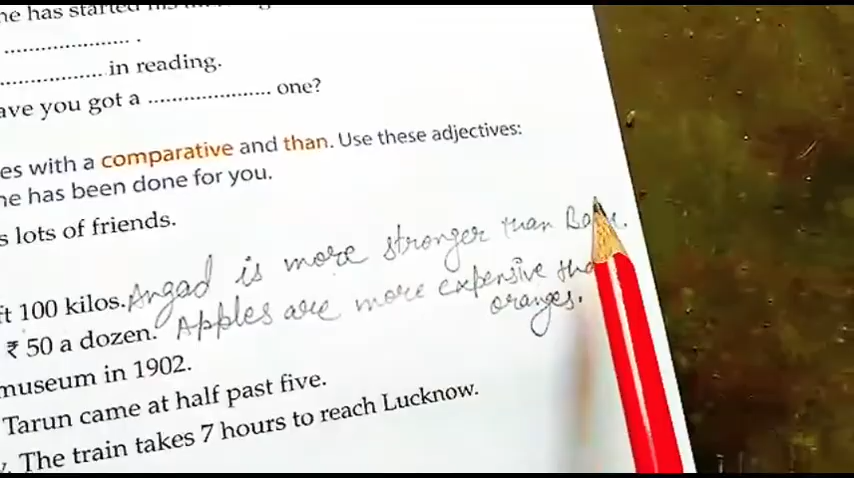 he has started his
.
in reading.
ave you got a ..................... one?
es with a comparative and than. Use these adjectives:
ne has been done for you.
s lots of friends.
ft 100 kilos. Angad is more stronger than
₹ 50 a dozen. Apples are more expensive
oranges.
museum in 1902.
Tarun came at half past five.
. The train takes 7 hours to reach Lucknow.